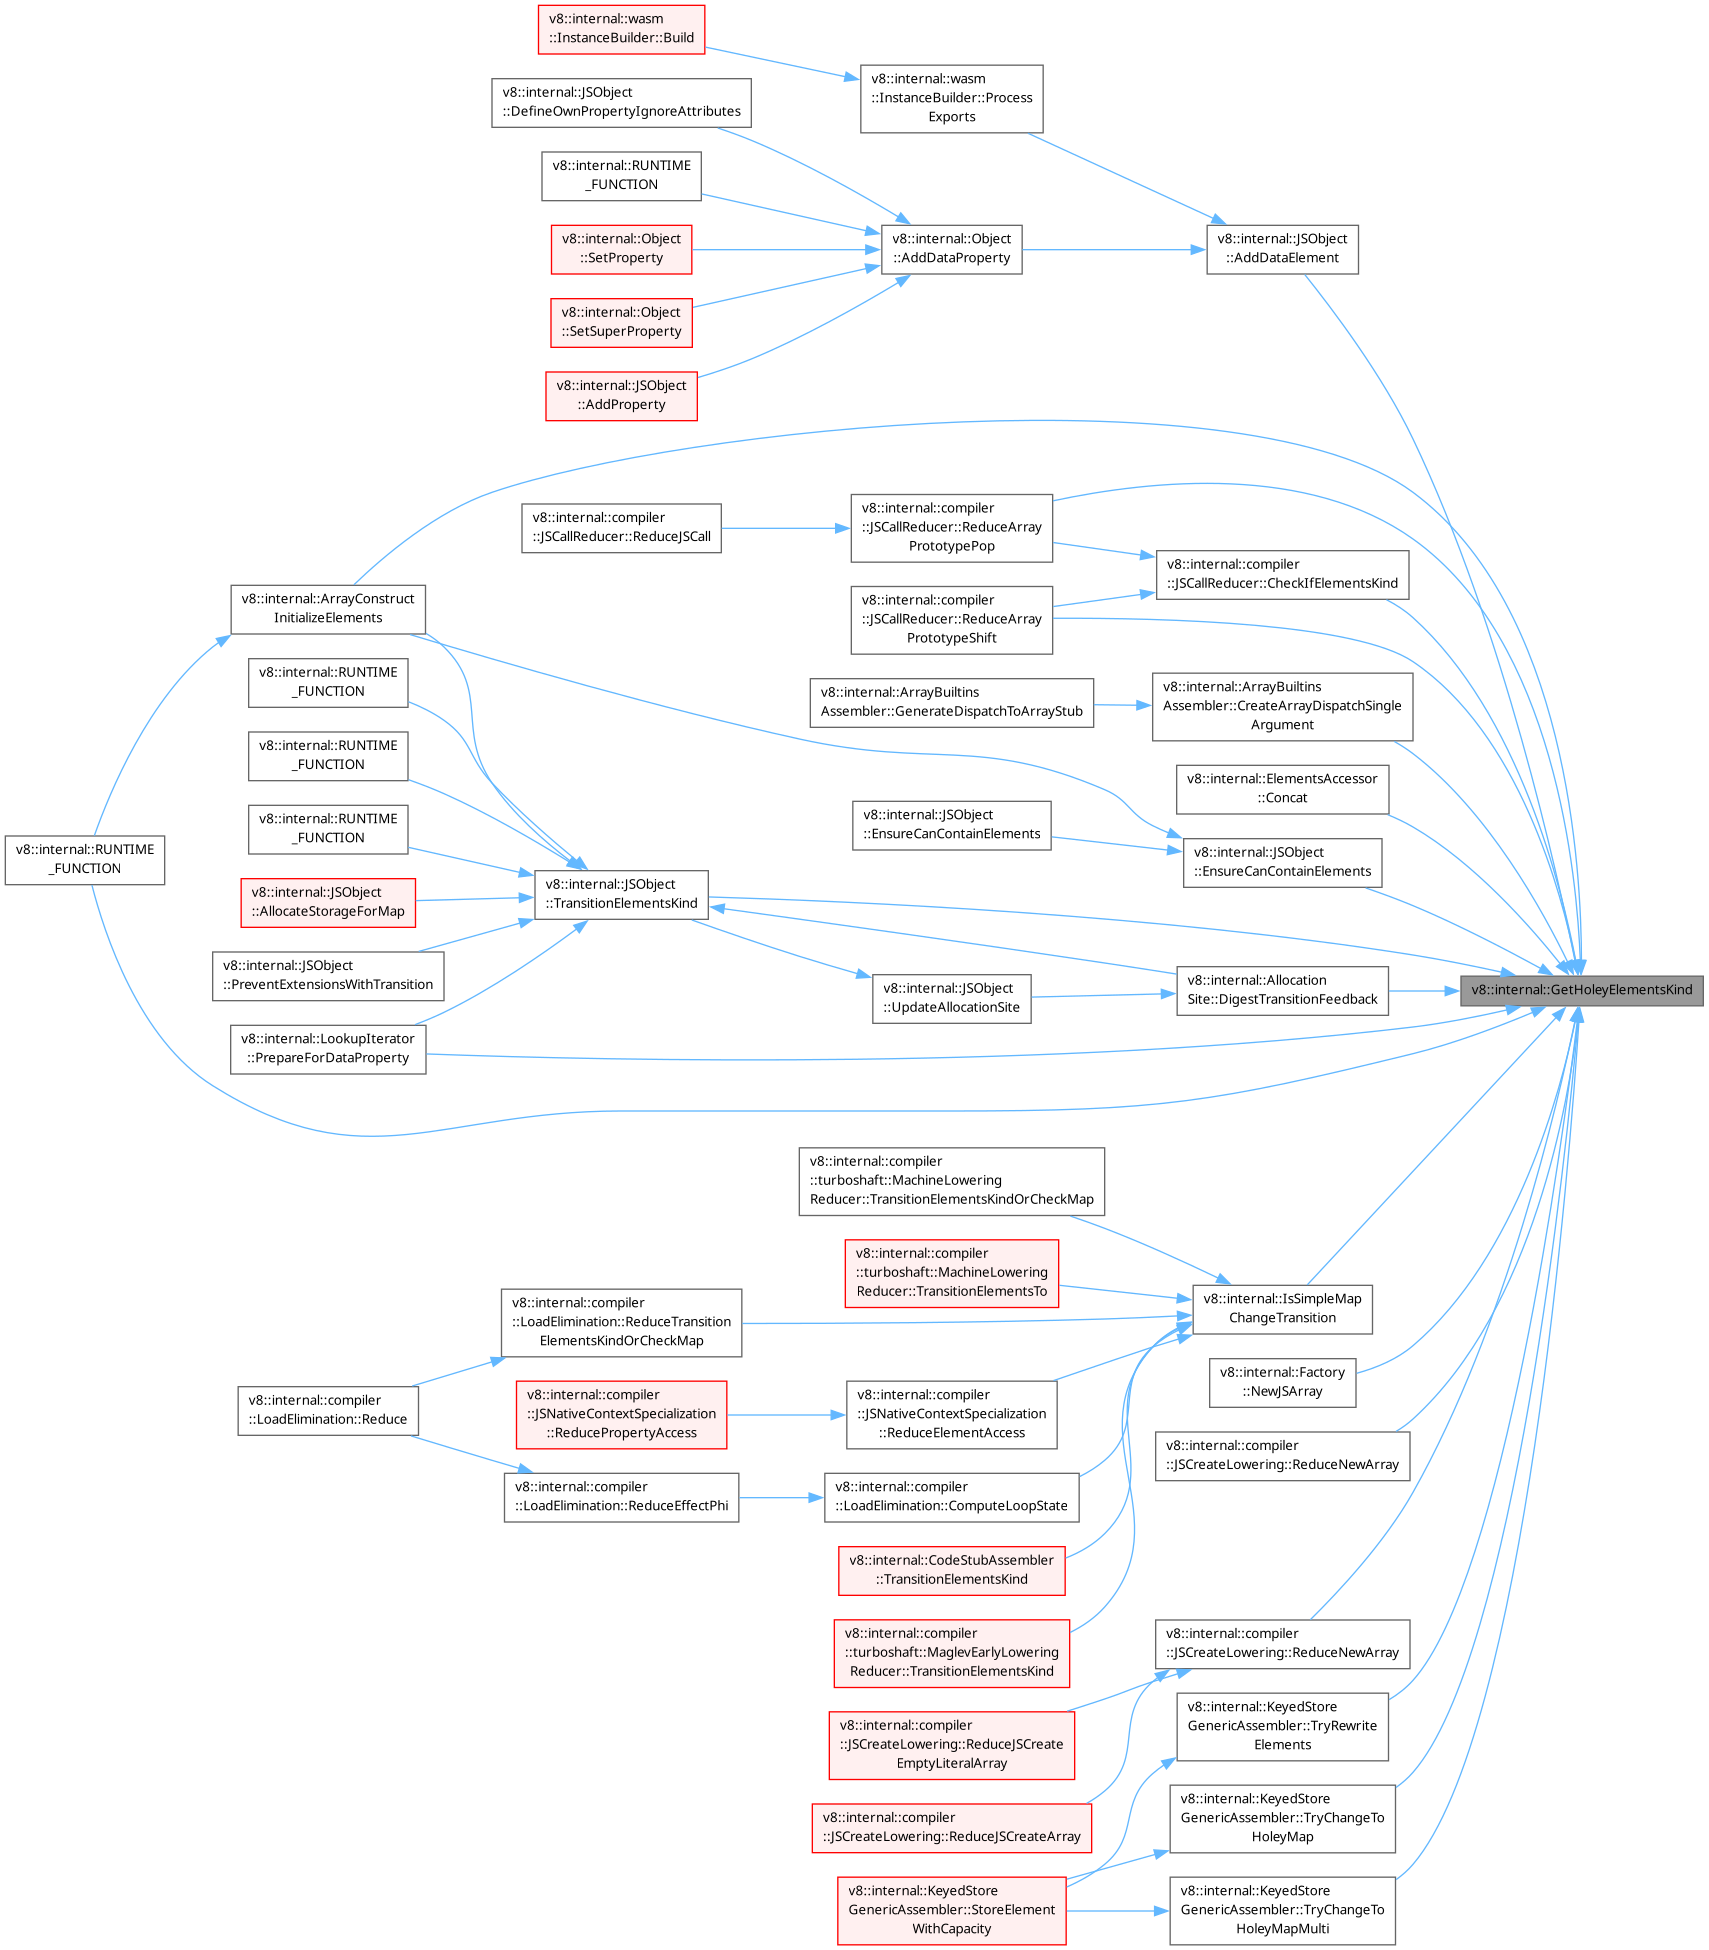 v8::internal::wasm
::InstanceBuilder::Build
v8::internal::wasm
::InstanceBuilder::Process
Exports
v8::internal::JSObject
::DefineOwnPropertyIgnoreAttributes
v8::internal::RUNTIME
_FUNCTION
v8::internal::Object
::SetProperty
v8::internal::Object
::AddDataProperty
v8::internal::JSObject
::AddDataElement
v8::internal::Object
::SetSuperProperty
v8::internal::JSObject
::AddProperty
v8::internal::compiler
::JSCallReducer::ReduceJSCall
v8::internal::compiler
::JSCallReducer::ReduceArray
PrototypePop
v8::internal::compiler
::JSCallReducer::CheckIfElementsKind
v8::internal::ArrayConstruct
InitializeElements
v8::internal::compiler
::JSCallReducer::ReduceArray
PrototypeShift
v8::internal::RUNTIME
_FUNCTION
v8::internal::ArrayBuiltins
Assembler::GenerateDispatchToArrayStub
v8::internal::ArrayBuiltins
Assembler::CreateArrayDispatchSingle
Argument
v8::internal::RUNTIME
_FUNCTION
v8::internal::ElementsAccessor
::Concat
v8::internal::RUNTIME
_FUNCTION
v8::internal::JSObject
::EnsureCanContainElements
v8::internal::RUNTIME
_FUNCTION
v8::internal::JSObject
::EnsureCanContainElements
v8::internal::JSObject
::AllocateStorageForMap
v8::internal::JSObject
::TransitionElementsKind
v8::internal::JSObject
::PreventExtensionsWithTransition
v8::internal::JSObject
::UpdateAllocationSite
v8::internal::Allocation
Site::DigestTransitionFeedback
v8::internal::GetHoleyElementsKind
v8::internal::LookupIterator
::PrepareForDataProperty
v8::internal::compiler
::turboshaft::MachineLowering
Reducer::TransitionElementsKindOrCheckMap
v8::internal::compiler
::turboshaft::MachineLowering
Reducer::TransitionElementsTo
v8::internal::IsSimpleMap
ChangeTransition
v8::internal::compiler
::LoadElimination::ReduceTransition
ElementsKindOrCheckMap
v8::internal::Factory
::NewJSArray
v8::internal::compiler
::LoadElimination::Reduce
v8::internal::compiler
::JSNativeContextSpecialization
::ReducePropertyAccess
v8::internal::compiler
::JSNativeContextSpecialization
::ReduceElementAccess
v8::internal::compiler
::JSCreateLowering::ReduceNewArray
v8::internal::compiler
::LoadElimination::ReduceEffectPhi
v8::internal::compiler
::LoadElimination::ComputeLoopState
v8::internal::CodeStubAssembler
::TransitionElementsKind
v8::internal::compiler
::turboshaft::MaglevEarlyLowering
Reducer::TransitionElementsKind
v8::internal::compiler
::JSCreateLowering::ReduceNewArray
v8::internal::compiler
::JSCreateLowering::ReduceJSCreate
EmptyLiteralArray
v8::internal::KeyedStore
GenericAssembler::TryRewrite
Elements
v8::internal::compiler
::JSCreateLowering::ReduceJSCreateArray
v8::internal::KeyedStore
GenericAssembler::TryChangeTo
HoleyMap
v8::internal::KeyedStore
GenericAssembler::StoreElement
WithCapacity
v8::internal::KeyedStore
GenericAssembler::TryChangeTo
HoleyMapMulti